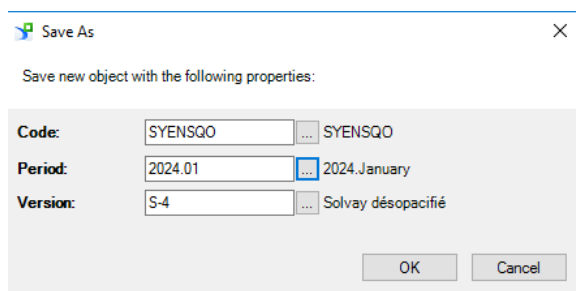 Save As
Save new object with the following properties:
Code: SYENSQO ... SYENSQO
Period: 2024.01 ... 2024.January
Version: S-4 ... Solvay désopacifié
OK Cancel